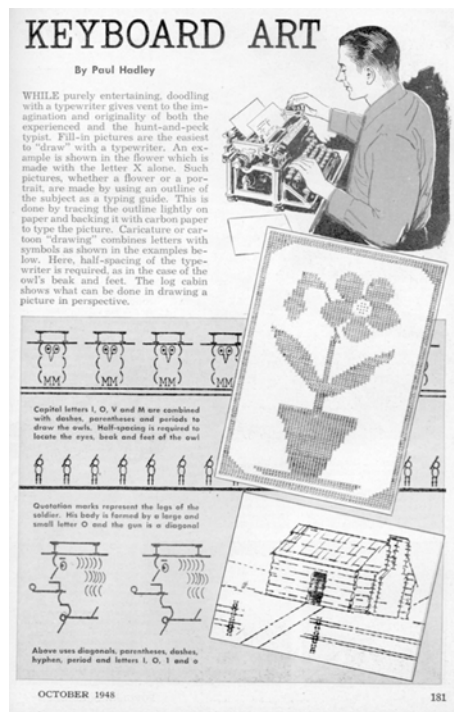 KEYBOARD ART
By Paul Hadley
WHILE purely entertaining, doodling
with a typewriter gives vent to the im-
agination and originality of both the
experienced and the hunt-and-peck
typist. Fill-in pictures are the easiest
to "draw" with a typewriter. An ex-
ample is shown in the flower which is
made with the letter X alone. Such
pictures, whether a flower or a por-
trait, are made by using an outline of
the subject as a typing guide. This is
done by tracing the outline lightly on
paper and backing it with carbon paper
to type the picture. Caricature or car-
toon "drawing" combines letters with
symbols as shown in the examples be-
low. Here, half-spacing of the type-
writer is required, as in the case of the
owl's beak and feet. The log cabin
shows what can be done in drawing a
picture in perspective.
MM MM MM MM
Capital letters I, O, V and M are combined
with dashes, parentheses and periods to
draw the owls. Half-spacing is required to
locate the eyes, beak and feet of the owl
Quotation marks represent the legs of the
soldier. His body is formed by a large and
small letter O and the gun is a diagonal
Above uses diagonals, parentheses, dashes,
hyphen, period and letters I, O, 1 and o
OCTOBER 1948
181